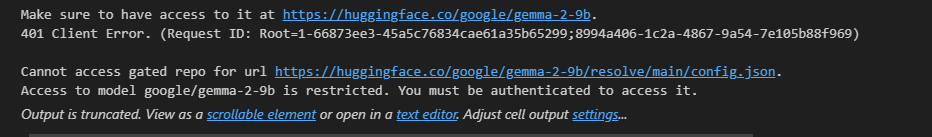 Make sure to have access to it at https://huggingface.co/google/gemma-2-9b.
401 Client Error. (Request ID: Root=1-66873ee3-45a5c76834cae61a35b65299;8994a406-1c2a-4867-9a54-7e105b88f969)
Cannot access gated repo for url https://huggingface.co/google/gemma-2-9b/resolve/main/config.json.
Access to model google/gemma-2-9b is restricted. You must be authenticated to access it.
Output is truncated. View as a scrollable element or open in a text editor. Adjust cell output settings...